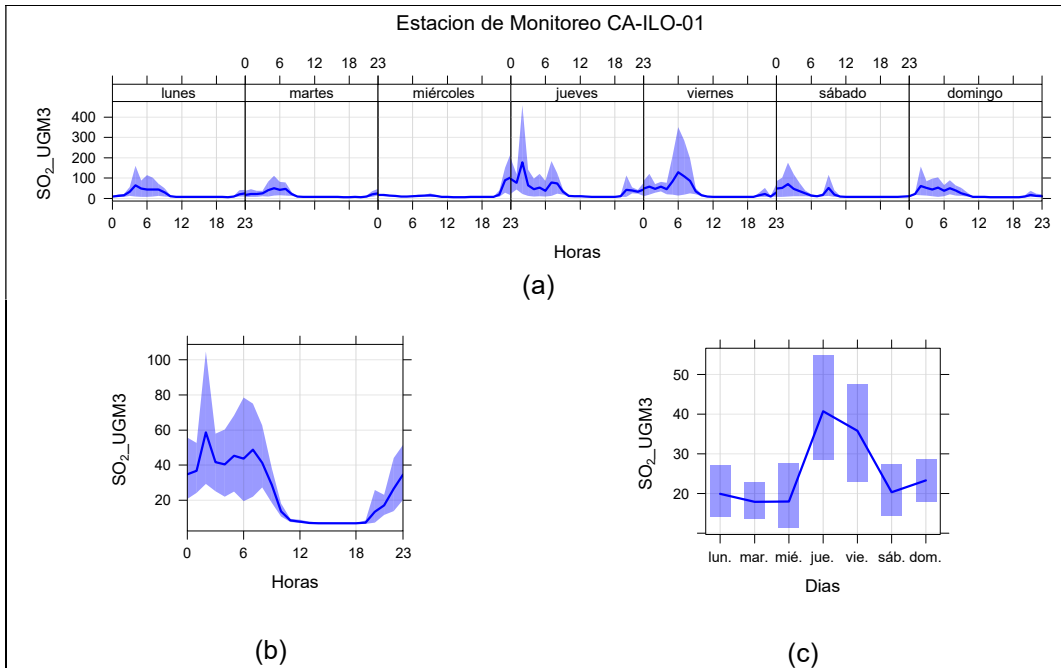 Estacion de Monitoreo CA-ILO-01
0 6 12 18 23 0 6 12 18 23 0 6 12 18 23
lunes martes miércoles jueves viernes sábado domingo
SO2_UGM3
400
300
200
100
0
0 6 12 18 23 0 6 12 18 23 0 6 12 18 23 0 6 12 18 23
Horas
(a)
100
80
60
40
20
SO2_UGM3
0 12 18 23
Horas
(b)
50
40
30
20
SO2_UGM3
lun. mar. mié. jue. vie. sáb. dom.
Dias
(c)